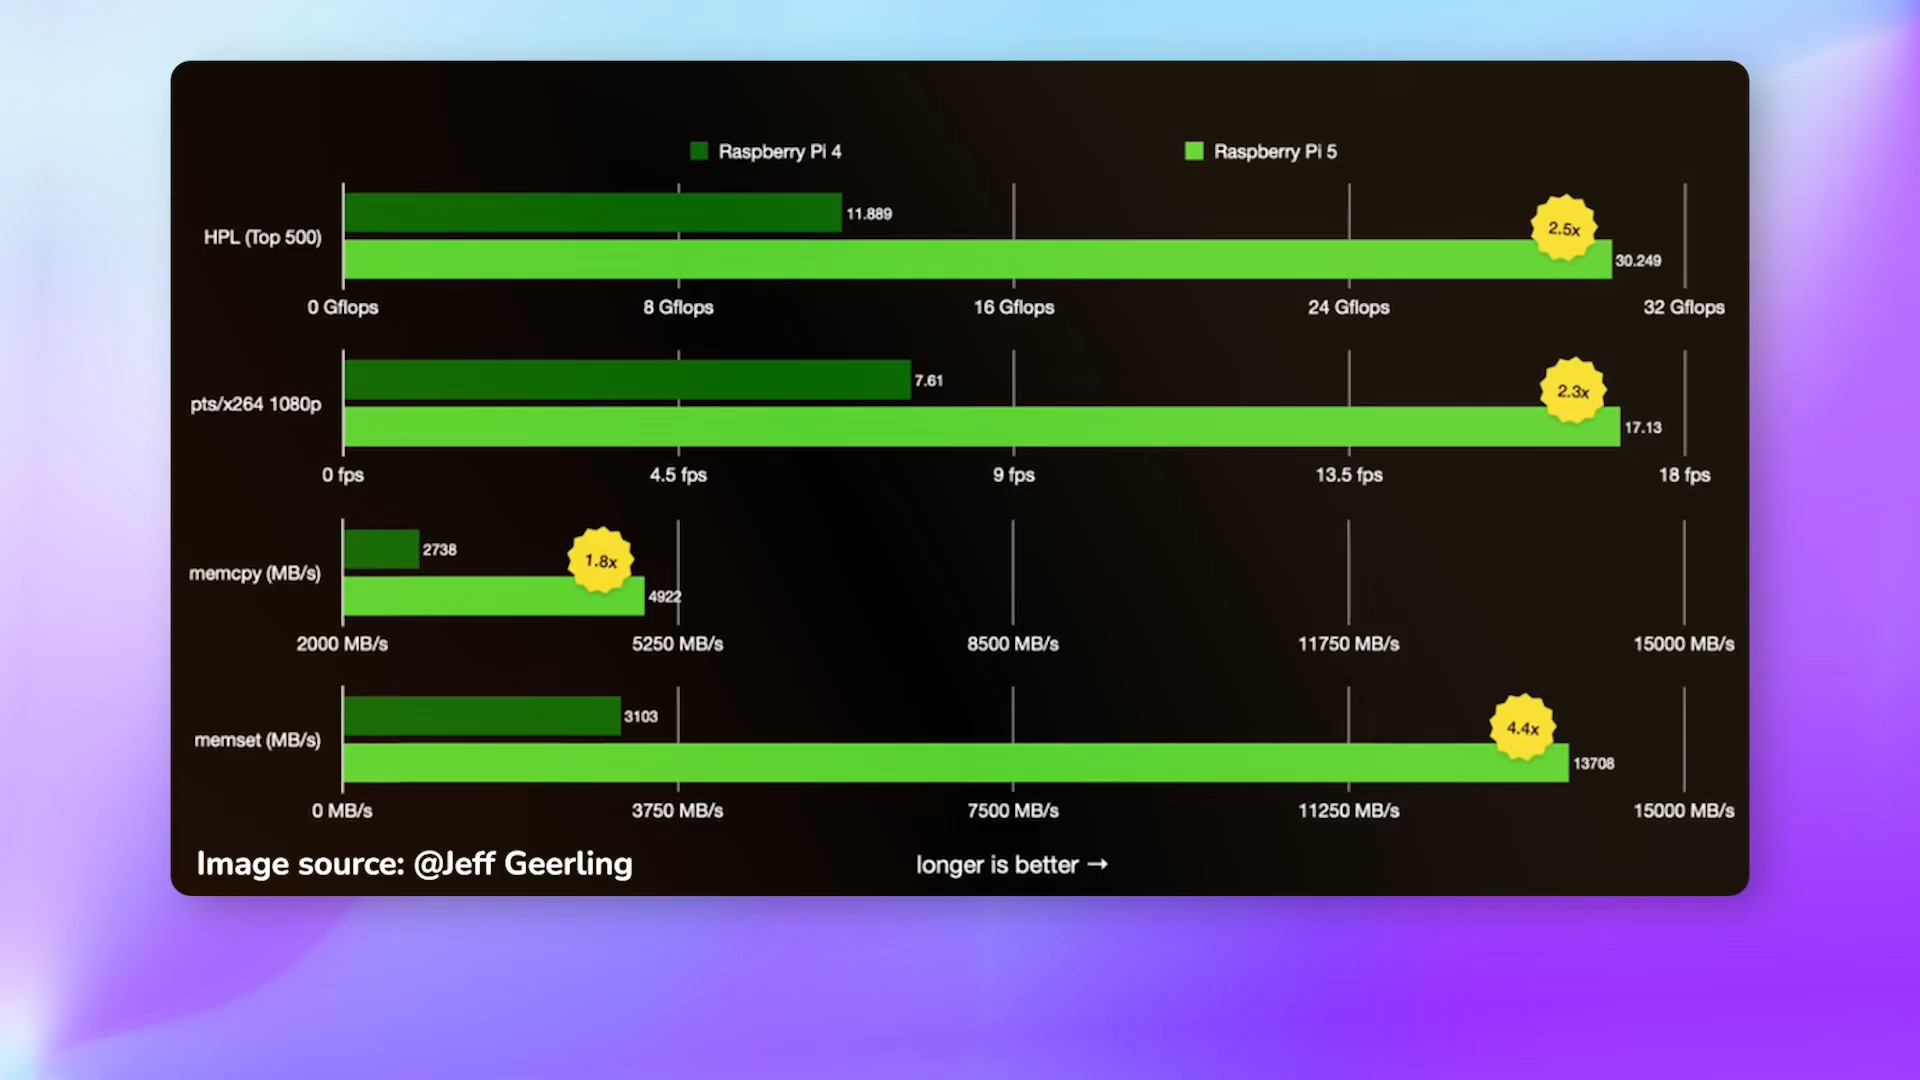 Raspberry Pi 4
Raspberry Pi 5
HPL (Top 500)
11.889
2.5x
30.249
0 Gflops
8 Gflops
16 Gflops
24 Gflops
32 Gflops
pts/x264 1080p
7.61
2.3x
17.13
0 fps
4.5 fps
9 fps
13.5 fps
18 fps
memcpy (MB/s)
2738
1.8x
4922
2000 MB/s
5250 MB/s
8500 MB/s
11750 MB/s
15000 MB/s
memset (MB/s)
3103
4.4x
13708
0 MB/s
3750 MB/s
7500 MB/s
11250 MB/s
15000 MB/s
Image source: @Jeff Geerling
longer is better →